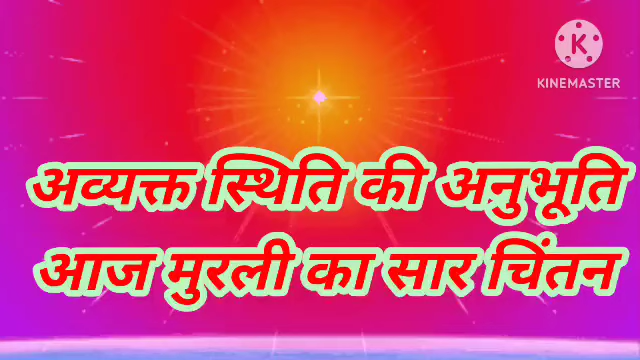 KINEMASTER
अव्यक्त स्थिति की अनुभूति
आज मुरली का सार चिंतन